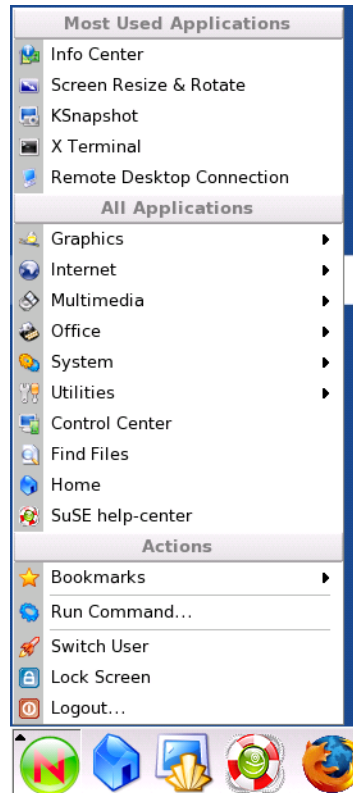 Most Used Applications
Info Center
Screen Resize & Rotate
KSnapshot
X Terminal
Remote Desktop Connection
All Applications
Graphics
Internet
Multimedia
Office
System
Utilities
Control Center
Find Files
Home
SuSE help-center
Actions
Bookmarks
Run Command...
Switch User
Lock Screen
Logout...
N